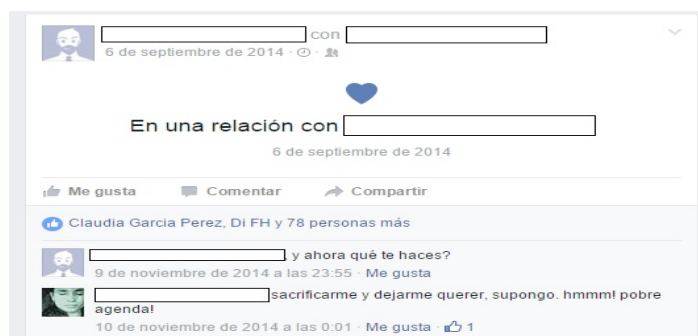 con
6 de septiembre de 2014
En una relación con
6 de septiembre de 2014
Me gusta Comentar Compartir
Claudia Garcia Perez, Di FH y 78 personas más
, y ahora qué te haces?
9 de noviembre de 2014 a las 23:55 · Me gusta
sacrificarme y dejarme querer, supongo. hmmm! pobre
agenda!
10 de noviembre de 2014 a las 0:01 · Me gusta · 1